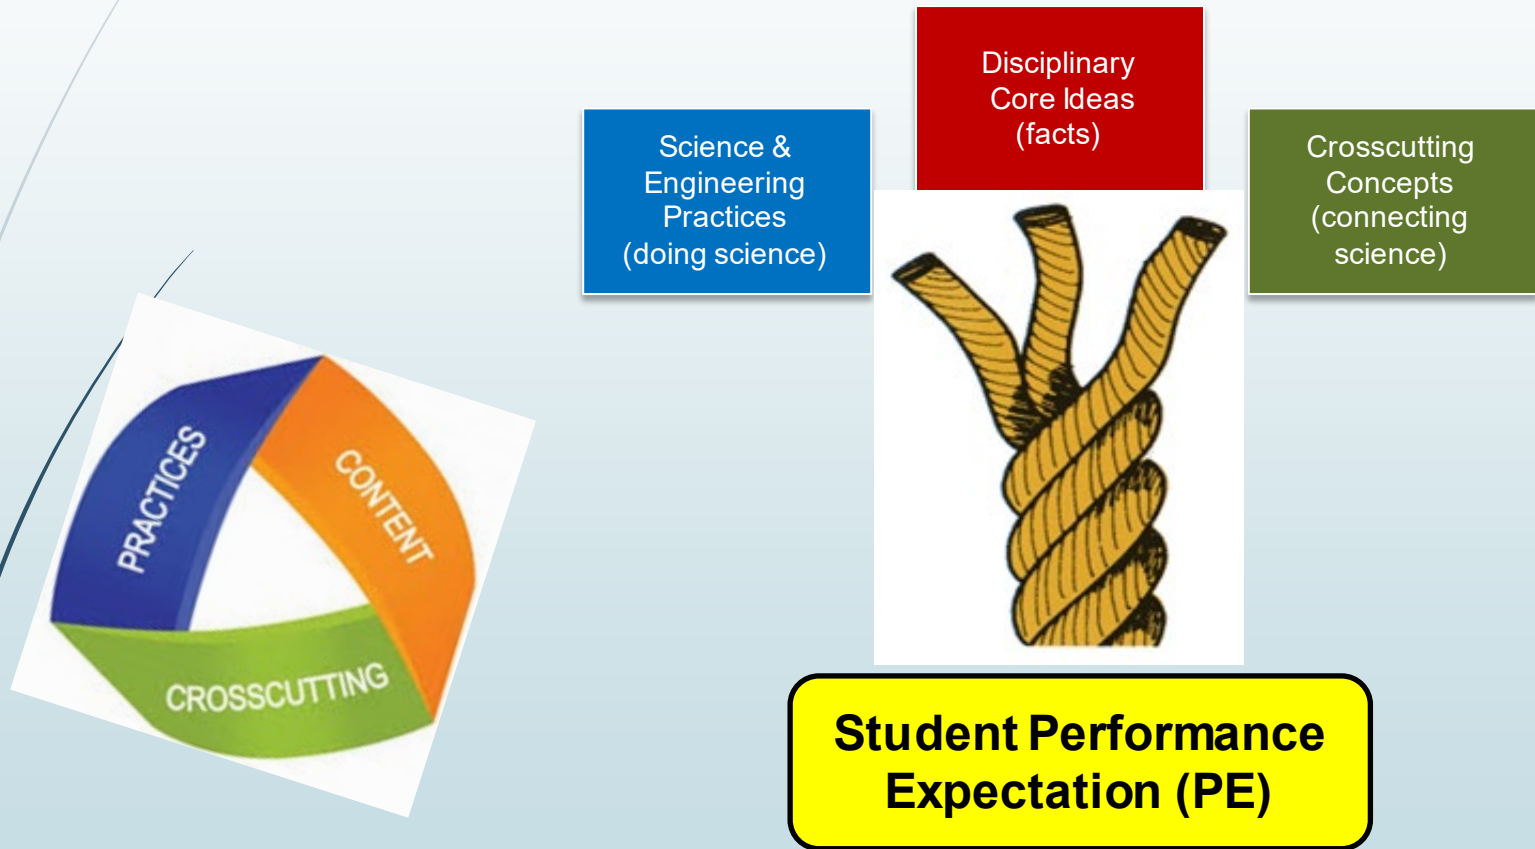 Disciplinary
Core Ideas
(facts)
Science &
Engineering
Practices
(doing science)
Crosscutting
Concepts
(connecting
science)
PRACTICES
CONTENT
CROSSCUTTING
Student Performance
Expectation (PE)